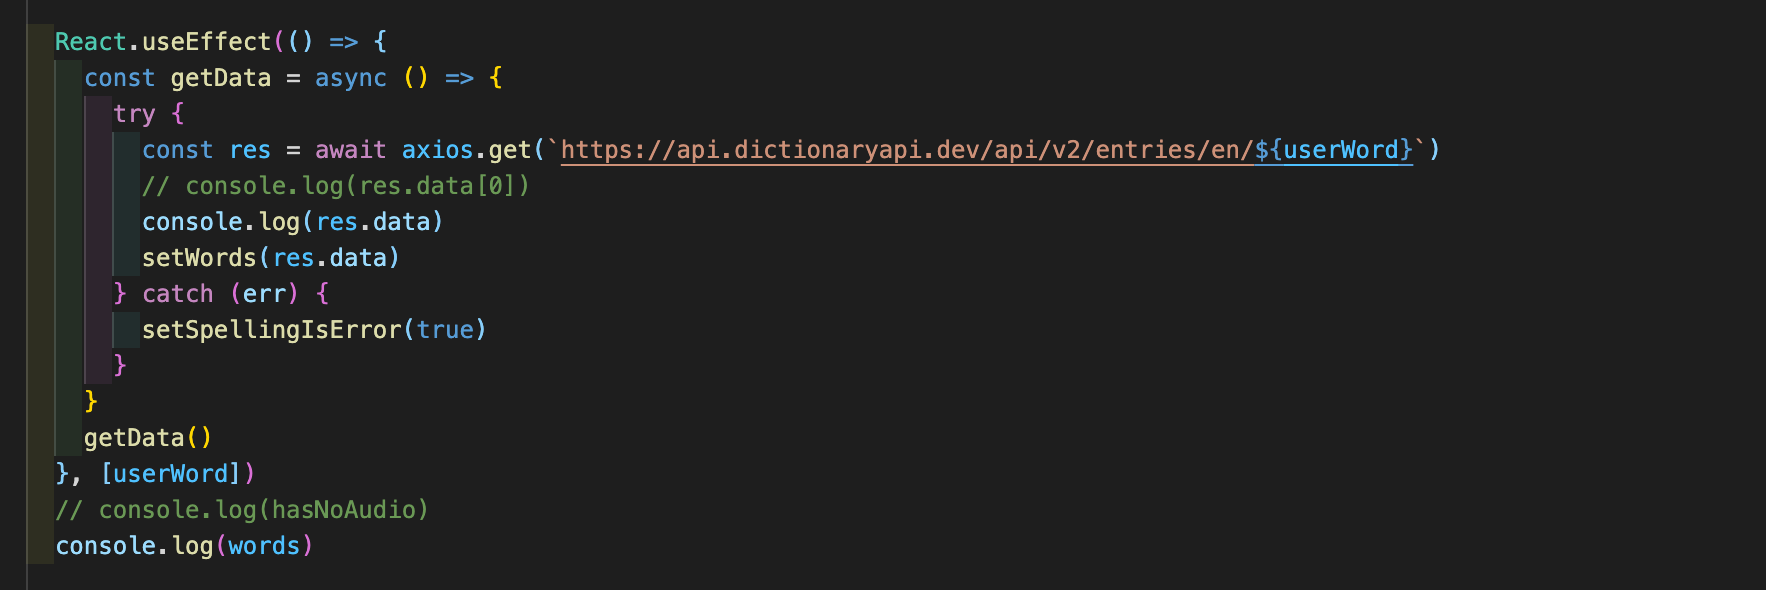 React.useEffect(() => {
const getData = async () => {
try {
const res = await axios.get(`https://api.dictionaryapi.dev/api/v2/entries/en/${userWord}`)
// console.log(res.data[0])
console.log(res.data)
setWords(res.data)
} catch (err) {
setSpellingIsError(true)
}
}
getData()
}, [userWord])
// console.log(hasNoAudio)
console.log(words)